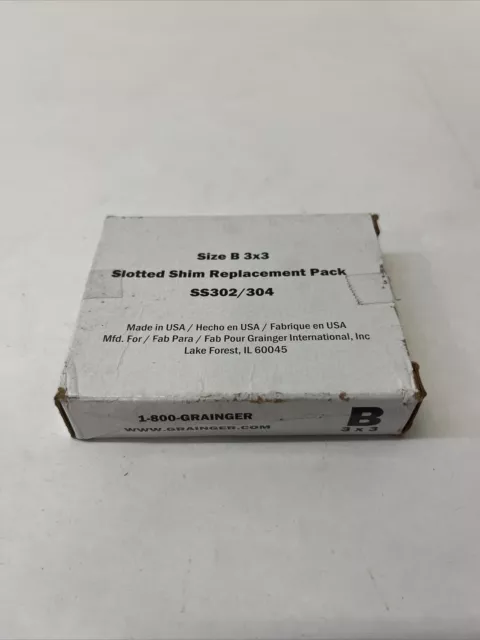 Size B 3x3
Slotted Shim Replacement Pack
SS302/304
Made in USA / Hecho en USA / Fabrique en USA
Mfd. For / Fab Para / Fab Pour Grainger International, Inc
Lake Forest, IL 60045
1-800-GRAINGER
WWW.GRAINGER.COM
B
3 x 3